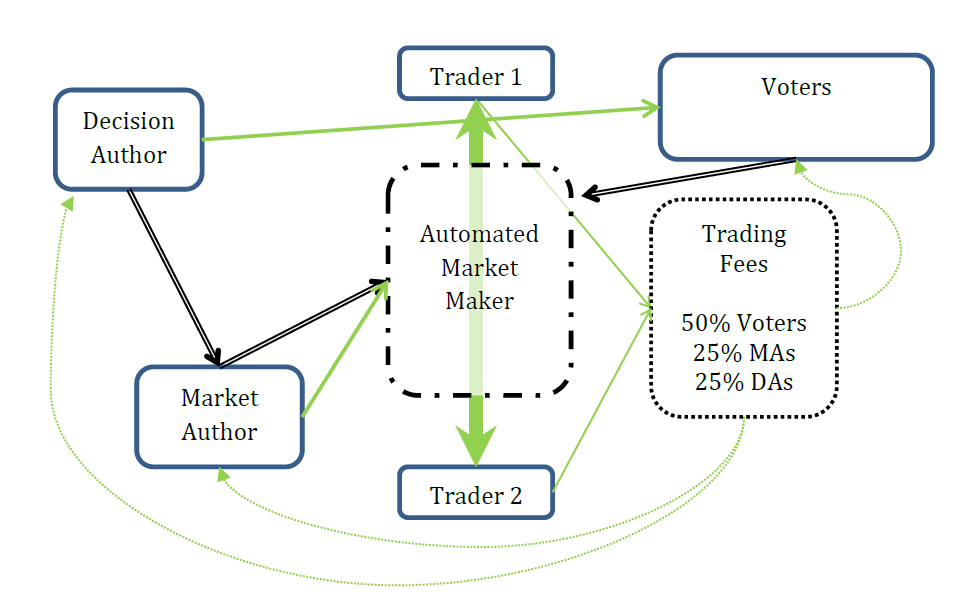 Trader 1
Voters
Decision
Author
Automated
Market
Maker
Trading
Fees
50% Voters
25% MAs
25% DAs
Market
Author
Trader 2